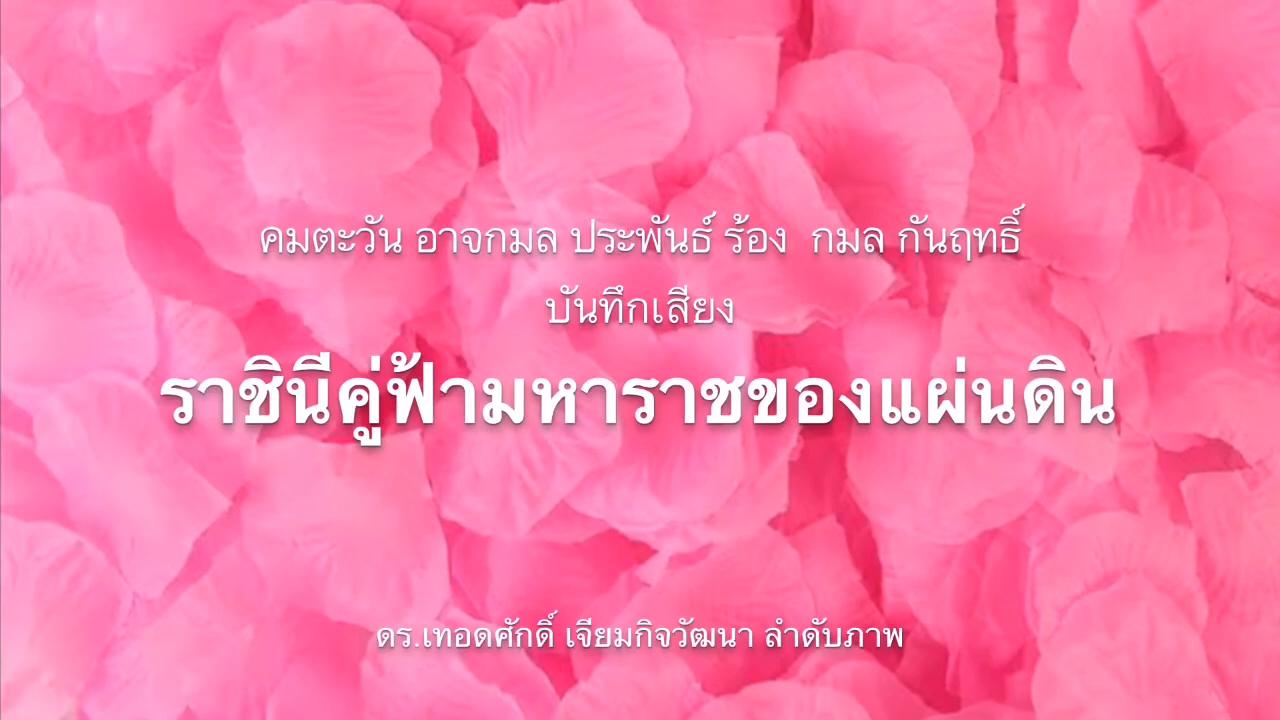 คมตะวัน อาจกมล ประพันธ์ ร้อง  กมล กันฤทธิ์
บันทึกเสียง
ราชินีคู่ฟ้ามหาราชของแผ่นดิน
ดร.เทอดศักดิ์ เจียมกิจวัฒนา ลำดับภาพ